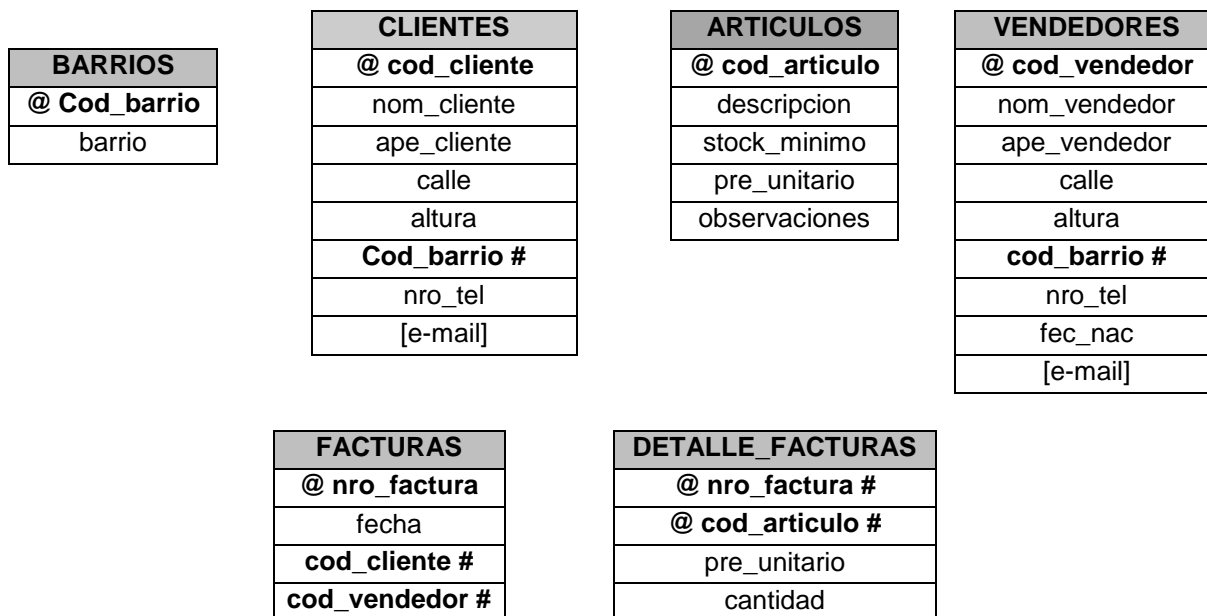 BARRIOS
@ Cod_barrio
barrio
CLIENTES
@ cod_cliente
nom_cliente
ape_cliente
calle
altura
Cod_barrio #
nro_tel
[e-mail]
ARTICULOS
@ cod_articulo
descripcion
stock_minimo
pre_unitario
observaciones
VENDEDORES
@ cod_vendedor
nom_vendedor
ape_vendedor
calle
altura
cod_barrio #
nro_tel
fec_nac
[e-mail]
FACTURAS
@ nro_factura
fecha
cod_cliente #
cod_vendedor #
DETALLE_FACTURAS
@ nro_factura #
@ cod_articulo #
pre_unitario
cantidad